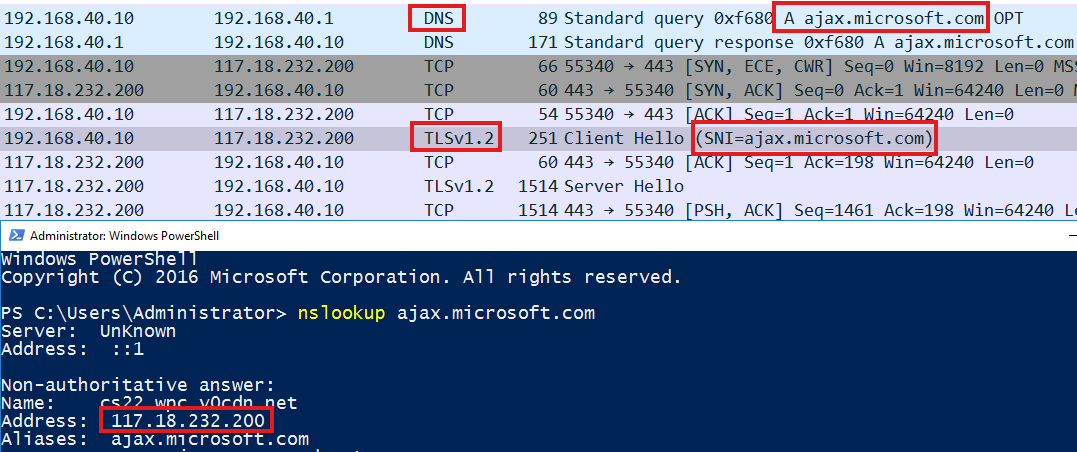 192.168.40.10 192.168.40.1 DNS 89 Standard query 0xf680 A ajax.microsoft.com OPT
192.168.40.1 192.168.40.10 DNS 171 Standard query response 0xf680 A ajax.microsoft.com
192.168.40.10 117.18.232.200 TCP 66 55340 → 443 [SYN, ECE, CWR] Seq=0 Win=8192 Len=0 MSS
117.18.232.200 192.168.40.10 TCP 60 443 → 55340 [SYN, ACK] Seq=0 Ack=1 Win=64240 Len=0 M
192.168.40.10 117.18.232.200 TCP 54 55340 → 443 [ACK] Seq=1 Ack=1 Win=64240 Len=0
192.168.40.10 117.18.232.200 TLSv1.2 251 Client Hello (SNI=ajax.microsoft.com)
117.18.232.200 192.168.40.10 TCP 60 443 → 55340 [ACK] Seq=1 Ack=198 Win=64240 Len=0
117.18.232.200 192.168.40.10 TLSv1.2 1514 Server Hello
117.18.232.200 192.168.40.10 TCP 1514 443 → 55340 [PSH, ACK] Seq=1461 Ack=198 Win=64240 L
Administrator: Windows PowerShell
Windows PowerShell
Copyright (C) 2016 Microsoft Corporation. All rights reserved.
PS C:\Users\Administrator> nslookup ajax.microsoft.com
Server: UnKnown
Address: ::1
Non-authoritative answer:
Name: cs22.wpc.v0cdn.net
Address: 117.18.232.200
Aliases: ajax.microsoft.com